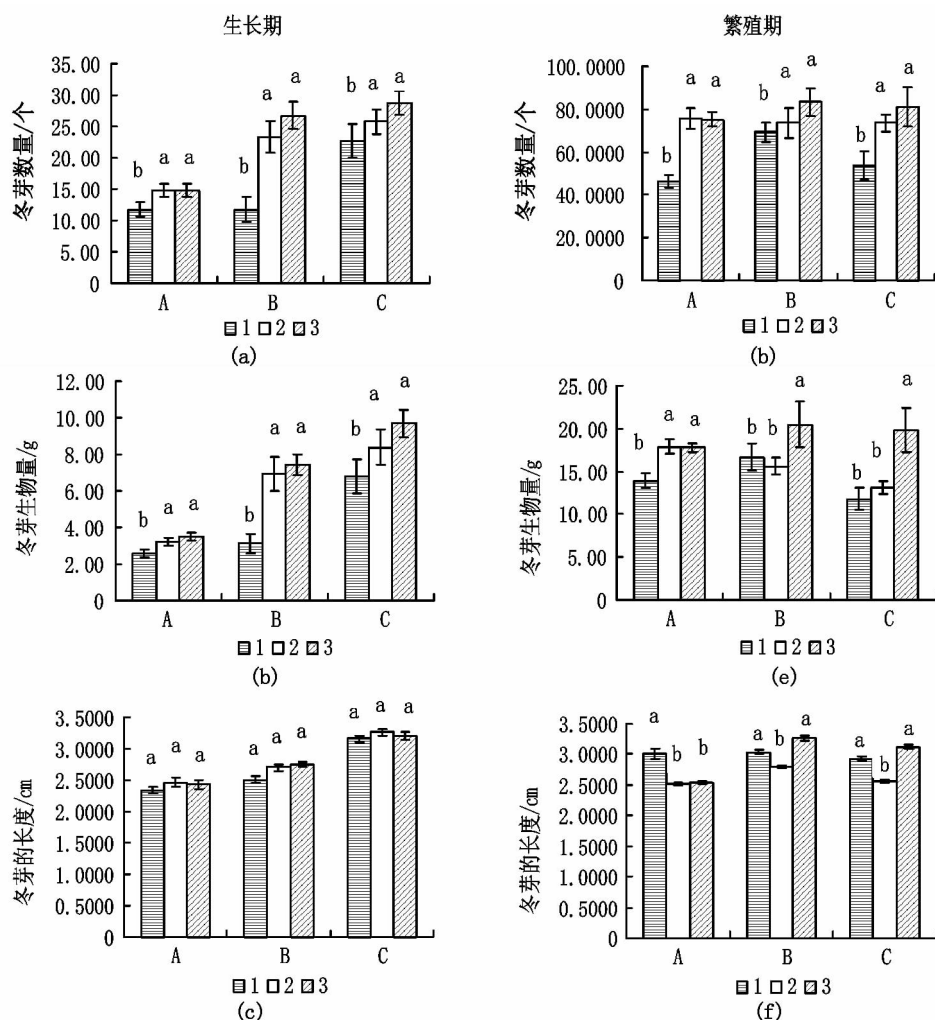 生长期
繁殖期
冬芽数量/个
35.00
30.00
25.00
20.00
15.00
10.00
5.00
0
b a a
b a a
b a a
A B C
1 2 3
(a)
冬芽数量/个
100.0000
80.0000
60.0000
40.0000
20.0000
0
b a a
b a a
b a a
A B C
1 2 3
(b)
冬芽生物量/g
12.00
10.00
8.00
6.00
4.00
2.00
0
b a a
b a a
b a a
A B C
1 2 3
(b)
冬芽生物量/g
25.00
20.00
15.00
10.00
5.00
0
b a a
b b a
b b a
A B C
1 2 3
(e)
冬芽的长度/cm
3.5000
3.0000
2.5000
2.0000
1.5000
1.0000
0.5000
0
a a a
a a a
a a a
A B C
1 2 3
(c)
冬芽的长度/cm
3.5000
3.0000
2.5000
2.0000
1.5000
1.0000
0.5000
0
a b b
a b a
a b a
A B C
1 2 3
(f)